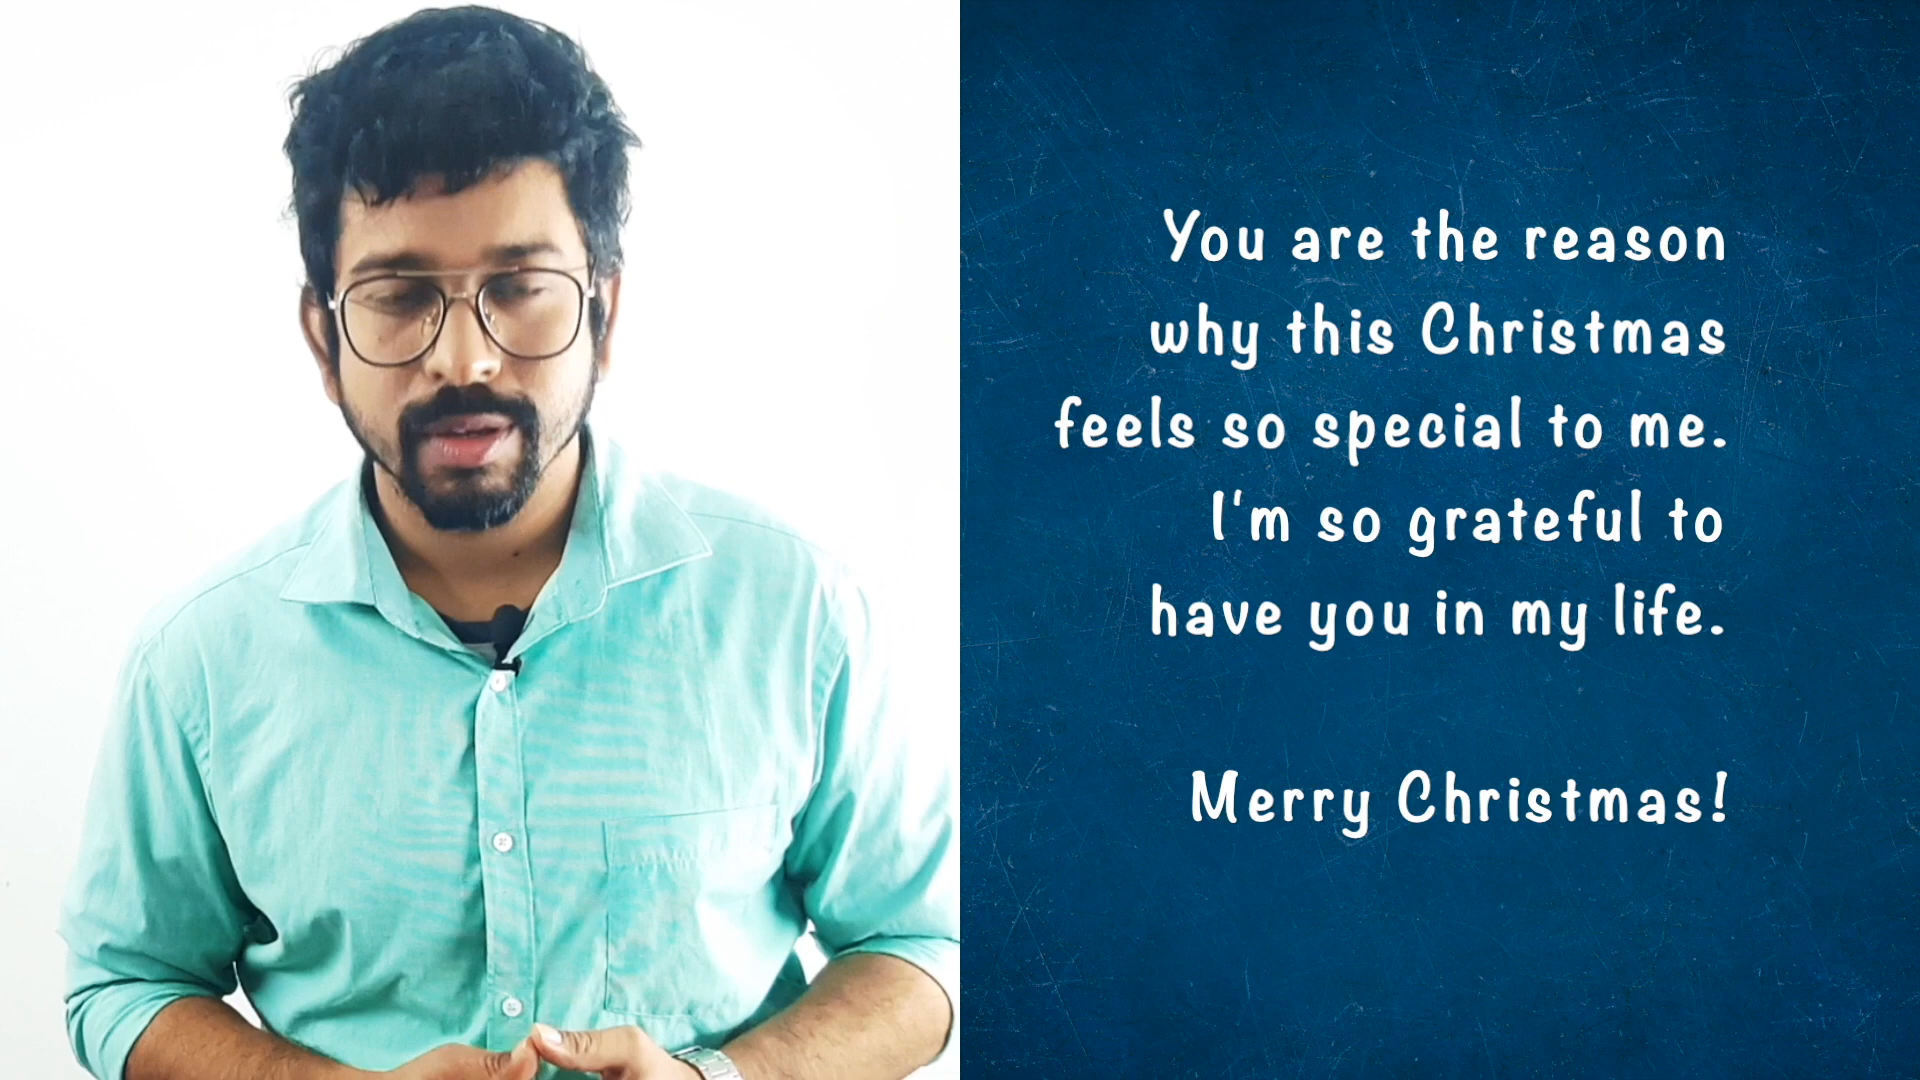 You are the reason
why this Christmas
feels so special to me.
I'm so grateful to
have you in my life.
Merry Christmas!